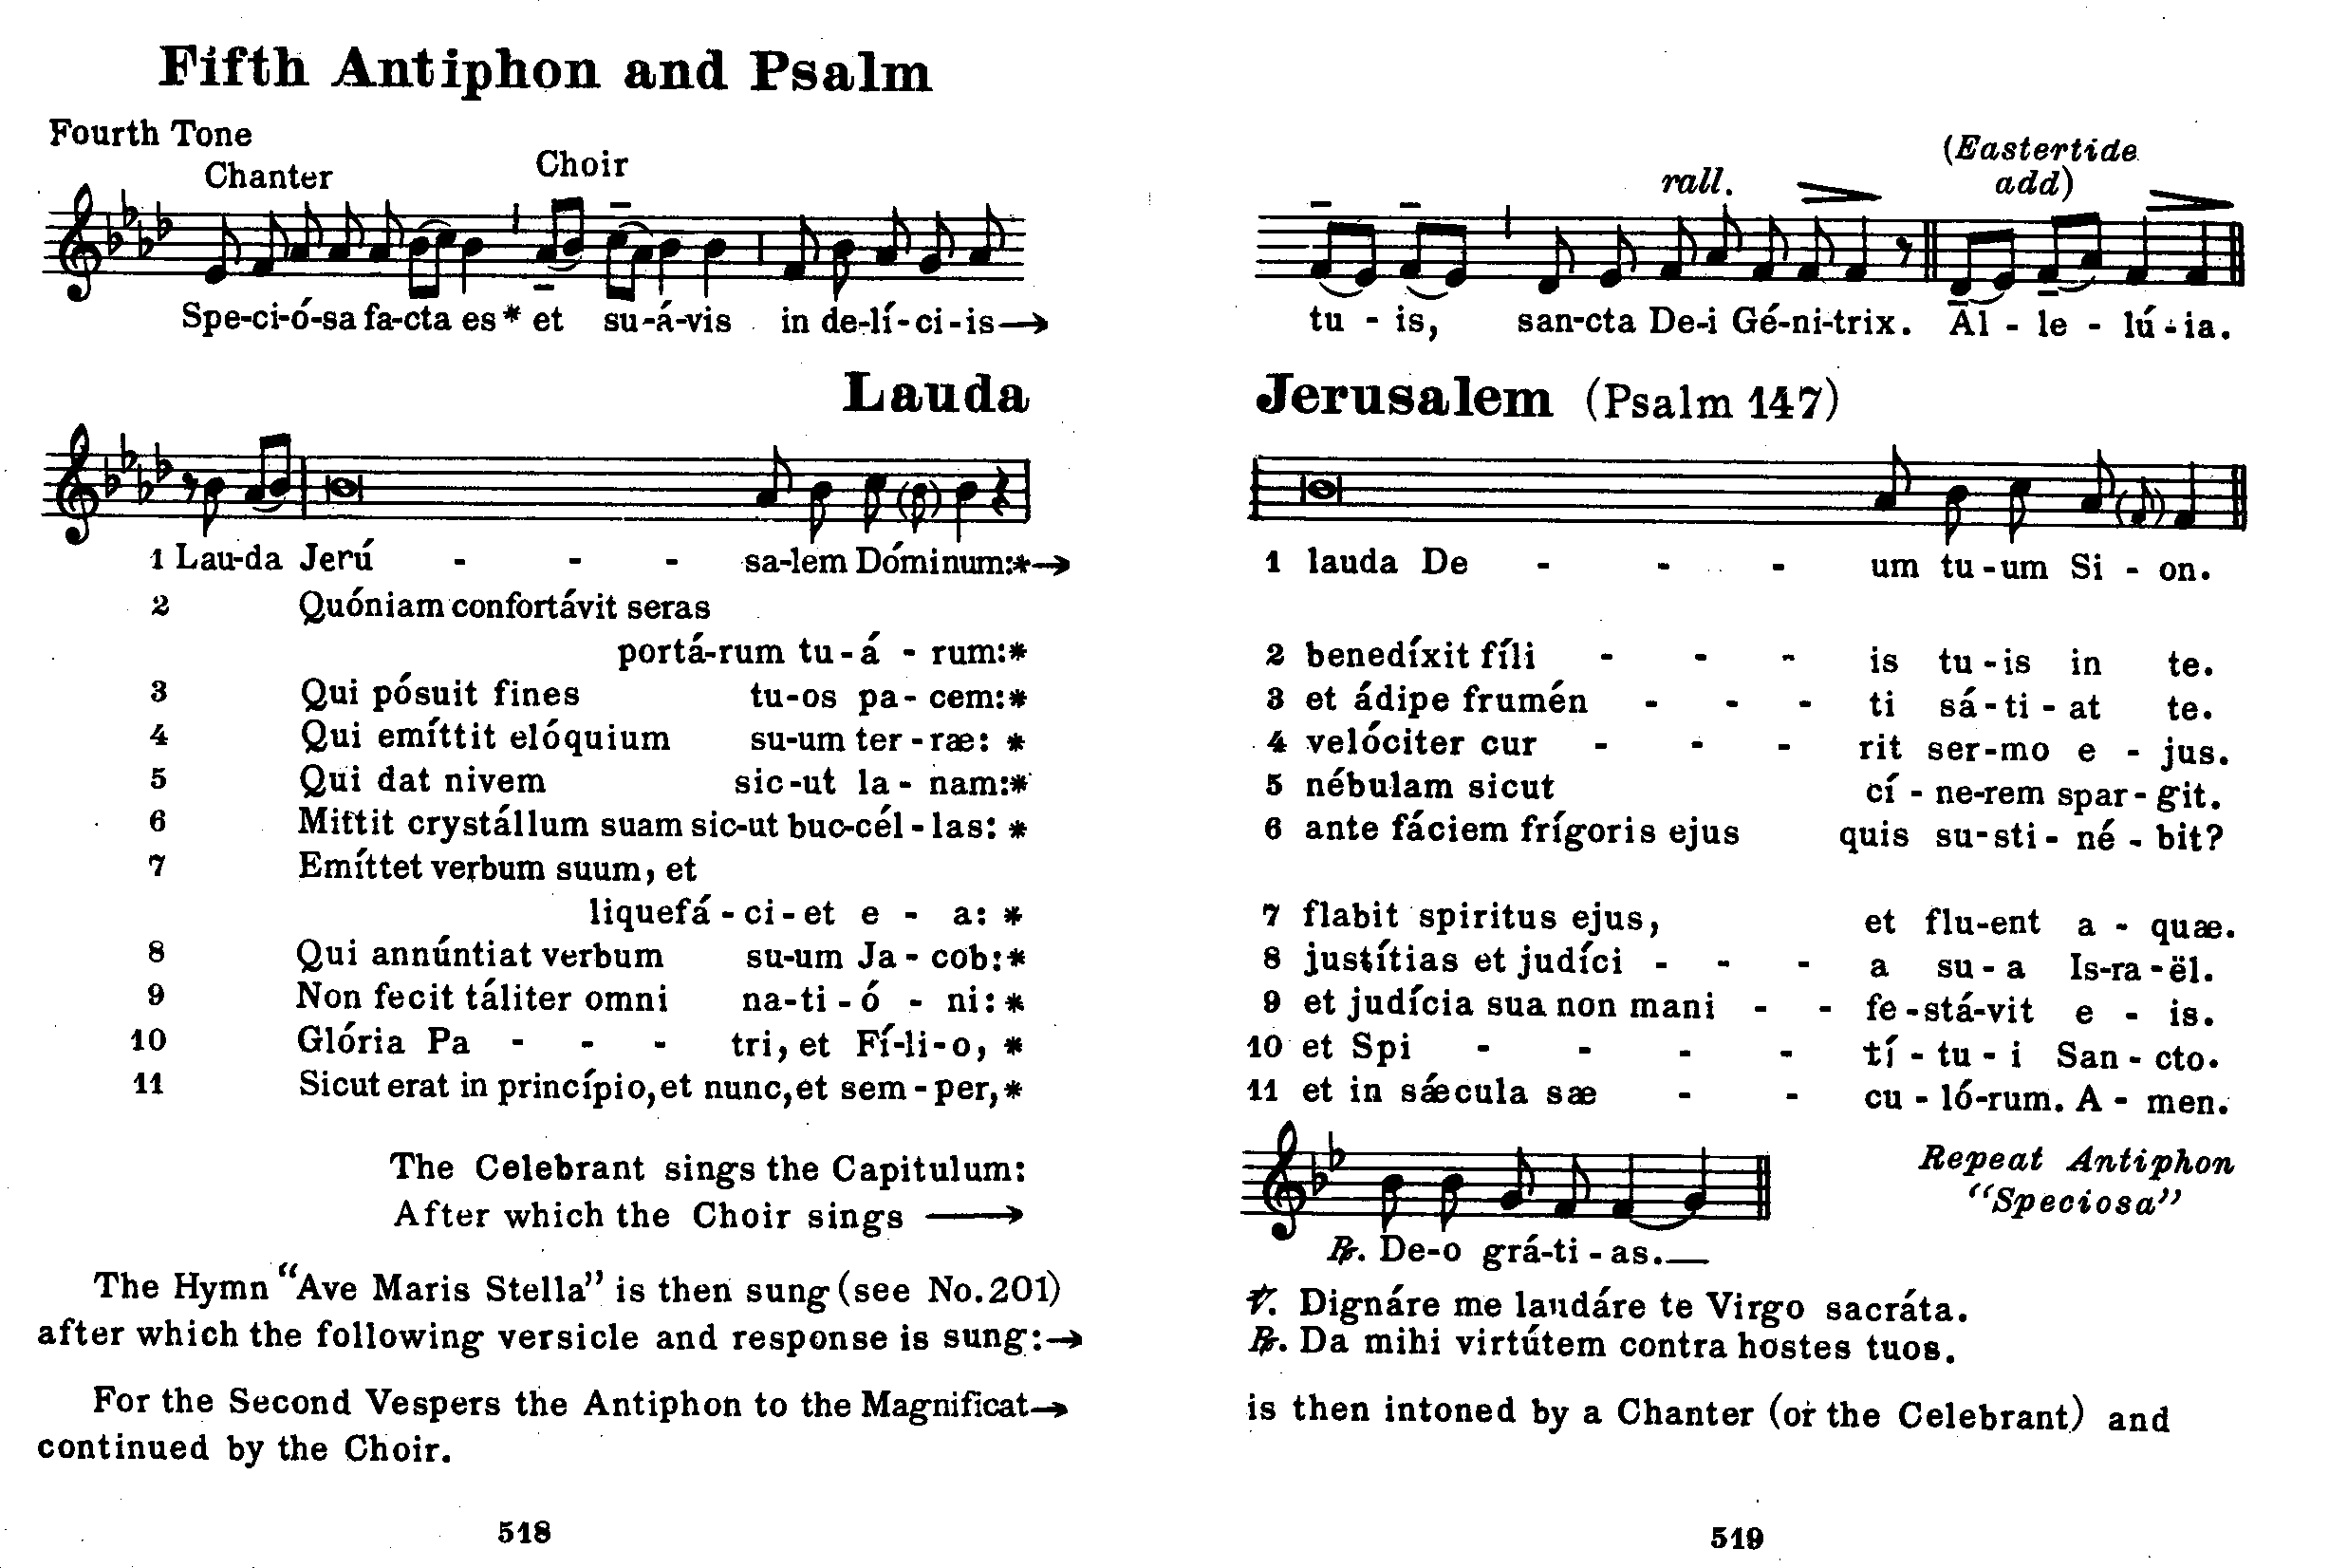 Fifth Antiphon and Psalm
Fourth Tone
Chanter
Choir
Spe-ci-ó-sa fa-cta es* et su-á-vis in de-lí-ci-is→
Lauda
1 Lau-da Jerú - - - sa-lem Dóminum:*→
2 Quóniam confortávit seras
portá-rum tu-á-rum:*
3 Qui pósuit fines tu-os pa-cem:*
4 Qui emíttit elóquium su-um ter-ræ: *
5 Qui dat nivem sic-ut la-nam:*
6 Mittit crystállum suam sic-ut buc-cél-las: *
7 Emíttet verbum suum, et
liquefá-ci-et e - a: *
8 Qui annúntiat verbum su-um Ja-cob:*
9 Non fecit táliter omni na-ti-ó - ni: *
10 Glória Pa - - - tri, et Fí-li-o, *
11 Sicut erat in princípio, et nunc, et sem-per,*
The Celebrant sings the Capitulum:
After which the Choir sings →
The Hymn "Ave Maris Stella" is then sung (see No. 201)
after which the following versicle and response is sung:→
For the Second Vespers the Antiphon to the Magnificat→
continued by the Choir.
518
(Eastertide
rall. add)
tu - is, san-cta De-i Gé-ni-trix. Al - le - lú-ia.
Jerusalem (Psalm 147)
1 lauda De - - - um tu-um Si - on.
2 benedíxit fíli - - - is tu-is in te.
3 et ádipe frumén - - - ti sá-ti-at te.
4 velóciter cur - - - rit ser-mo e - jus.
5 nébulam sicut cí - ne-rem spar-git.
6 ante fáciem frígoris ejus quis su-sti-né-bit?
7 flabit spiritus ejus, et flu-ent a - quæ.
8 justítias et judíci - - - a su-a Is-ra-ël.
9 et judícia sua non mani - - fe-stá-vit e - is.
10 et Spi - - - - tí-tu-i San-cto.
11 et in sǽcula sæ - - cu-ló-rum. A-men.
Repeat Antiphon
"Speciosa"
℟. De-o grá-ti-as.
℣. Dignáre me laudáre te Virgo sacráta.
℟. Da mihi virtútem contra hostes tuos.
is then intoned by a Chanter (or the Celebrant) and
519